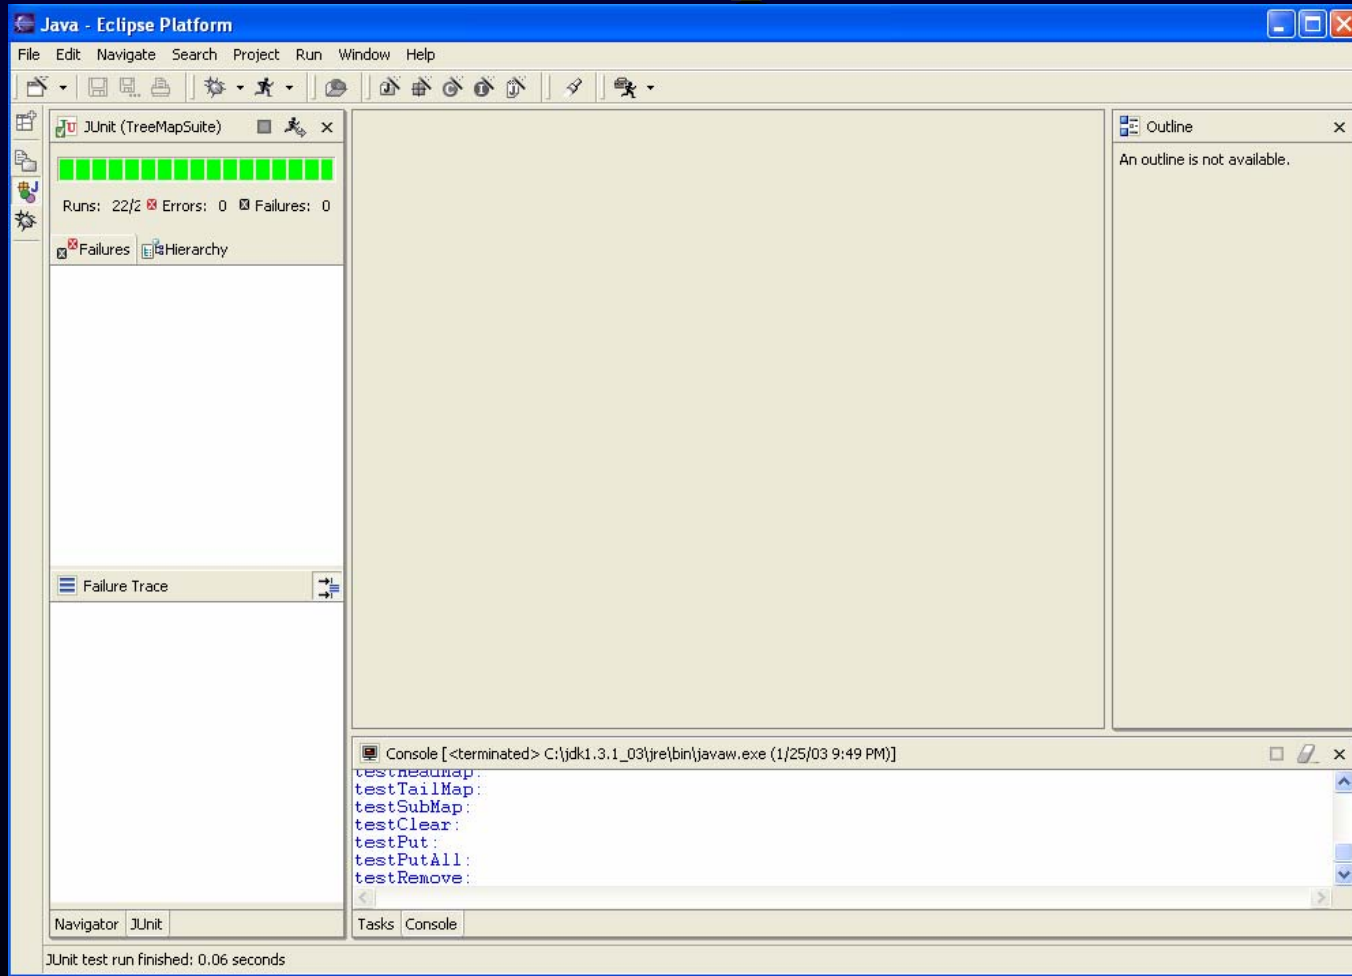 Java - Eclipse Platform
File Edit Navigate Search Project Run Window Help
JUnit (TreeMapSuite)
Runs: 22/2 Errors: 0 Failures: 0
Failures Hierarchy
Failure Trace
Navigator JUnit
Outline
An outline is not available.
Console [<terminated> C:\jdk1.3.1_03\jre\bin\javaw.exe (1/25/03 9:49 PM)]
testHeadMap:
testTailMap:
testSubMap:
testClear:
testPut:
testPutAll:
testRemove:
Tasks Console
JUnit test run finished: 0.06 seconds